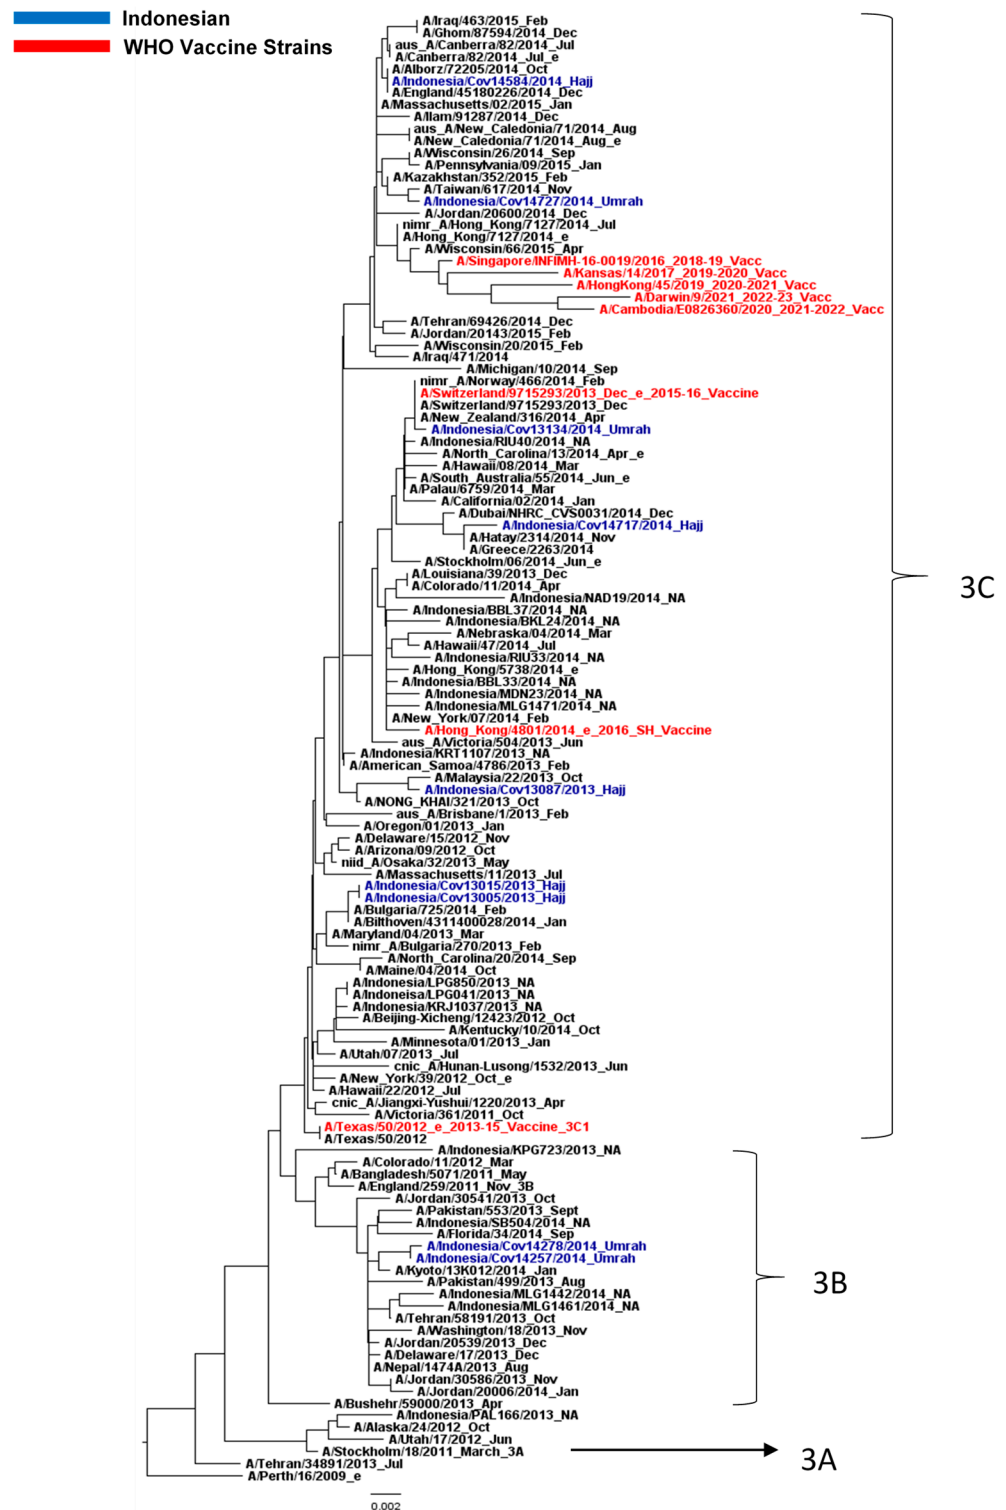 Indonesian
WHO Vaccine Strains
A/Iraq/463/2015_Feb
A/Ghom/87594/2014_Dec
aus_A/Canberra/82/2014_Jul
A/Canberra/82/2014_Jul_e
A/Alborz/72205/2014_Oct
A/Indonesia/Cov14584/2014_Hajj
A/England/45180226/2014_Dec
A/Massachusetts/02/2015_Jan
A/Ilam/91287/2014_Dec
aus_A/New_Caledonia/71/2014_Aug
A/New_Caledonia/71/2014_Aug_e
A/Wisconsin/26/2014_Sep
A/Pennsylvania/09/2015_Jan
A/Kazakhstan/352/2015_Feb
A/Taiwan/617/2014_Nov
A/Indonesia/Cov14727/2014_Umrah
A/Jordan/20600/2014_Dec
nimr_A/Hong_Kong/7127/2014_Jul
A/Hong_Kong/7127/2014_e
A/Wisconsin/66/2015_Apr
A/Singapore/INFIMH-16-0019/2016_2018-19_Vacc
A/Kansas/14/2017_2019-2020_Vacc
A/HongKong/45/2019_2020-2021_Vacc
A/Darwin/9/2021_2022-23_Vacc
A/Cambodia/E0826360/2020_2021-2022_Vacc
A/Tehran/69426/2014_Dec
A/Jordan/20143/2015_Feb
A/Wisconsin/20/2015_Feb
A/Iraq/471/2014
A/Michigan/10/2014_Sep
nimr_A/Norway/466/2014_Feb
A/Switzerland/9715293/2013_Dec_e_2015-16_Vaccine
A/Switzerland/9715293/2013_Dec
A/New_Zealand/316/2014_Apr
A/Indonesia/Cov13134/2014_Umrah
A/Indonesia/RIU40/2014_NA
A/North_Carolina/13/2014_Apr_e
A/Hawaii/08/2014_Mar
A/South_Australia/55/2014_Jun_e
A/Palau/6759/2014_Mar
A/California/02/2014_Jan
A/Dubai/NHRC_CVS0031/2014_Dec
A/Indonesia/Cov14717/2014_Hajj
A/Hatay/2314/2014_Nov
A/Greece/2263/2014
A/Stockholm/06/2014_Jun_e
A/Louisiana/39/2013_Dec
A/Colorado/11/2014_Apr
A/Indonesia/NAD19/2014_NA
3C
A/Indonesia/BBL37/2014_NA
A/Indonesia/BKL24/2014_NA
A/Nebraska/04/2014_Mar
A/Hawaii/47/2014_Jul
A/Indonesia/RIU33/2014_NA
A/Hong_Kong/5738/2014_e
A/Indonesia/BBL33/2014_NA
A/Indonesia/MDN23/2014_NA
A/Indonesia/MLG1471/2014_NA
A/New_York/07/2014_Feb
A/Hong_Kong/4801/2014_e_2016_SH_Vaccine
aus_A/Victoria/504/2013_Jun
A/Indonesia/KRT1107/2013_NA
A/American_Samoa/4786/2013_Feb
A/Malaysia/22/2013_Oct
A/Indonesia/Cov13087/2013_Hajj
A/NONG_KHAI/321/2013_Oct
aus_A/Brisbane/1/2013_Feb
A/Oregon/01/2013_Jan
A/Delaware/15/2012_Nov
A/Arizona/09/2012_Oct
niid_A/Osaka/32/2013_May
A/Massachusetts/11/2013_Jul
A/Indonesia/Cov13015/2013_Hajj
A/Indonesia/Cov13005/2013_Hajj
A/Bulgaria/725/2014_Feb
A/Bilthoven/4311400028/2014_Jan
A/Maryland/04/2013_Mar
nimr_A/Bulgaria/270/2013_Feb
A/North_Carolina/20/2014_Sep
A/Maine/04/2014_Oct
A/Indonesia/LPG850/2013_NA
A/Indoneisa/LPG041/2013_NA
A/Indonesia/KRJ1037/2013_NA
A/Beijing-Xicheng/12423/2012_Oct
A/Kentucky/10/2014_Oct
A/Minnesota/01/2013_Jan
A/Utah/07/2013_Jul
cnic_A/Hunan-Lusong/1532/2013_Jun
A/New_York/39/2012_Oct_e
A/Hawaii/22/2012_Jul
cnic_A/Jiangxi-Yushui/1220/2013_Apr
A/Victoria/361/2011_Oct
A/Texas/50/2012_e_2013-15_Vaccine_3C1
A/Texas/50/2012
A/Indonesia/KPG723/2013_NA
A/Colorado/11/2012_Mar
A/Bangladesh/5071/2011_May
A/England/259/2011_Nov_3B
A/Jordan/30541/2013_Oct
A/Pakistan/553/2013_Sept
A/Indonesia/SB504/2014_NA
A/Florida/34/2014_Sep
A/Indonesia/Cov14278/2014_Umrah
A/Indonesia/Cov14257/2014_Umrah
A/Kyoto/13K012/2014_Jan
A/Pakistan/499/2013_Aug
3B
A/Indonesia/MLG1442/2014_NA
A/Indonesia/MLG1461/2014_NA
A/Tehran/58191/2013_Oct
A/Washington/18/2013_Nov
A/Jordan/20539/2013_Dec
A/Delaware/17/2013_Dec
A/Nepal/1474A/2013_Aug
A/Jordan/30586/2013_Nov
A/Jordan/20006/2014_Jan
A/Bushehr/59000/2013_Apr
A/Indonesia/PAL166/2013_NA
A/Alaska/24/2012_Oct
A/Utah/17/2012_Jun
A/Stockholm/18/2011_March_3A
3A
A/Tehran/34891/2013_Jul
A/Perth/16/2009_e
0.002